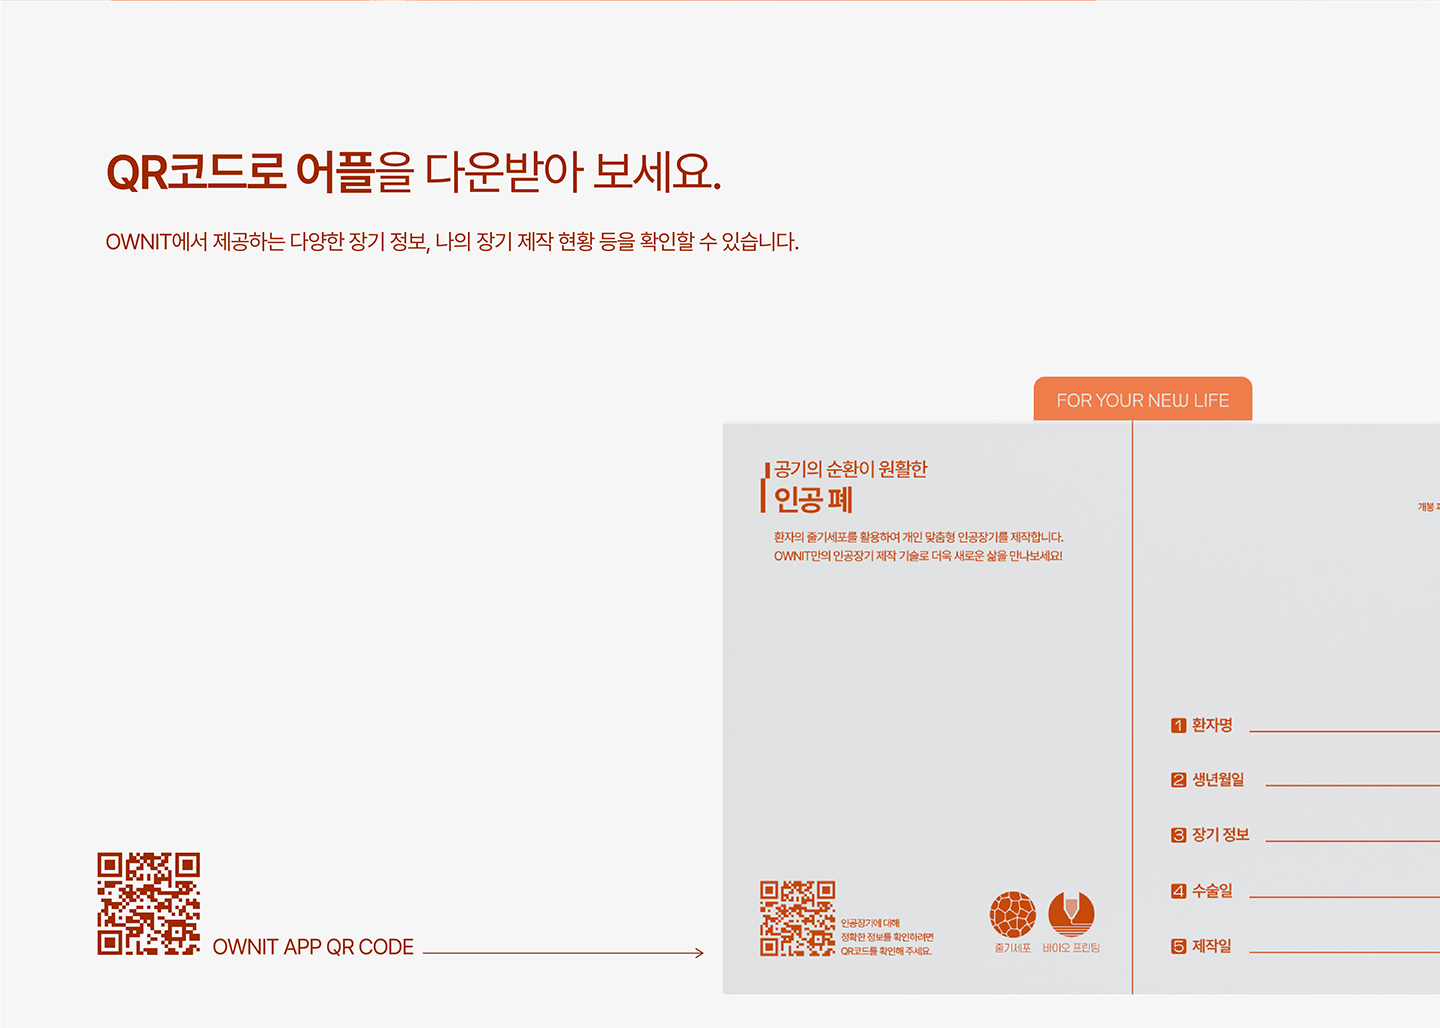 QR코드로 어플을 다운받아 보세요.
OWNIT에서 제공하는 다양한 장기 정보, 나의 장기 제작 현황 등을 확인할 수 있습니다.
FOR YOUR NEW LIFE
공기의 순환이 원활한
인공 폐
환자의 줄기세포를 활용하여 개인 맞춤형 인공장기를 제작합니다.
OWNIT만의 인공장기 제작 기술로 더욱 새로운 삶을 만나보세요!
개봉
1 환자명
2 생년월일
3 장기 정보
4 수술일
5 제작일
인공장기에 대해
정확한 정보를 확인하려면
QR코드를 확인해 주세요.
줄기세포
바이오 프린팅
OWNIT APP QR CODE